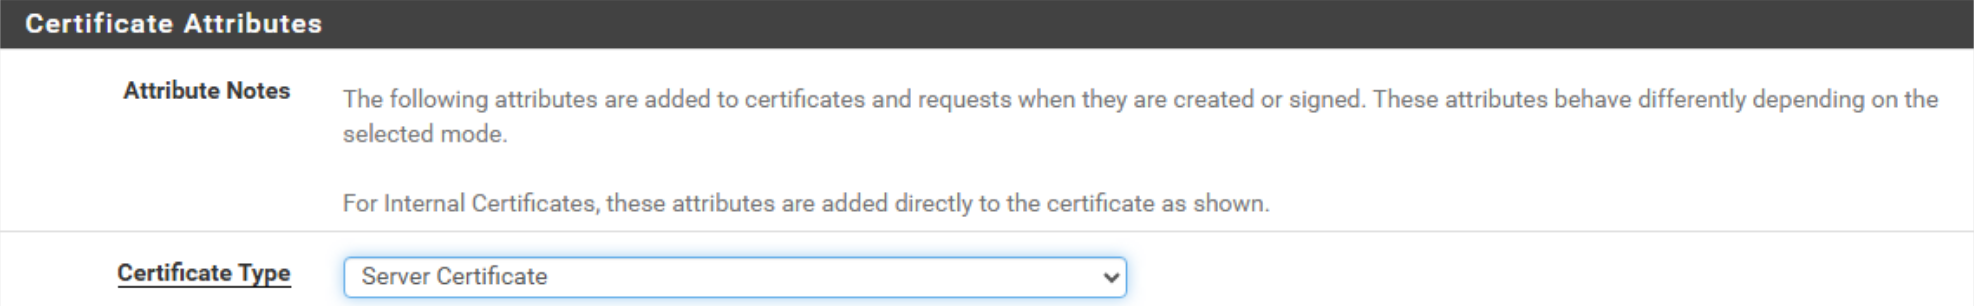 Certificate Attributes
Attribute Notes
The following attributes are added to certificates and requests when they are created or signed. These attributes behave differently depending on the
selected mode.
For Internal Certificates, these attributes are added directly to the certificate as shown.
Certificate Type
Server Certificate